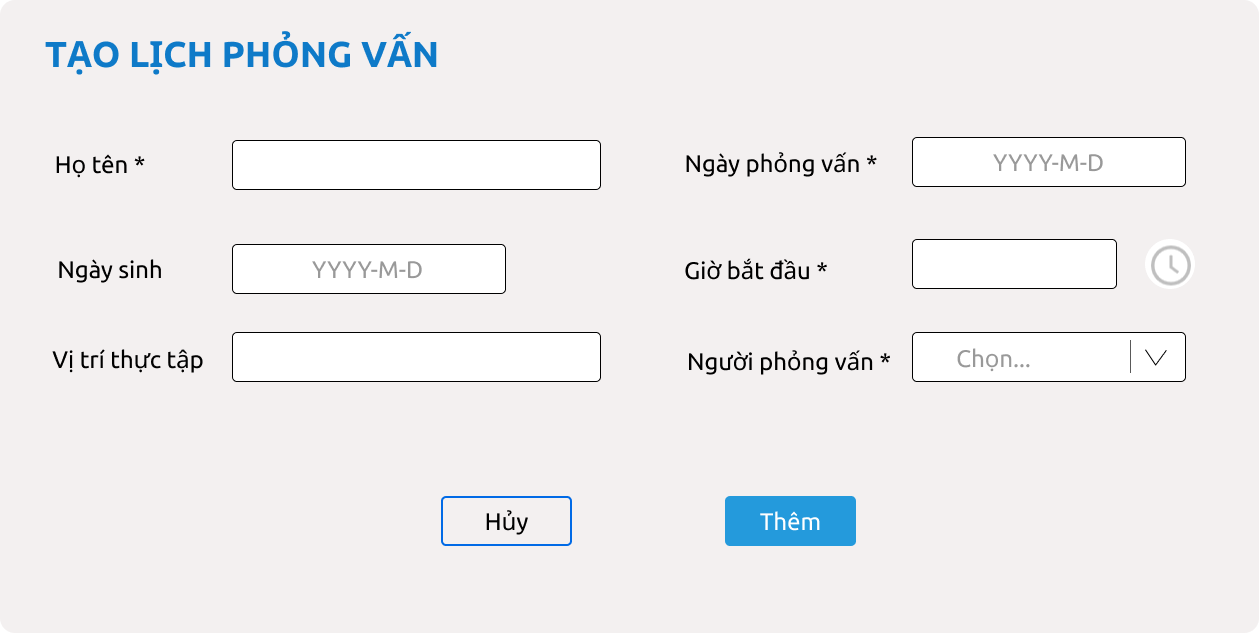 TẠO LỊCH PHỎNG VẤN
Họ tên *
Ngày phỏng vấn *
YYYY-M-D
Ngày sinh
YYYY-M-D
Giờ bắt đầu *
Vị trí thực tập
Người phỏng vấn *
Chọn...
Hủy
Thêm